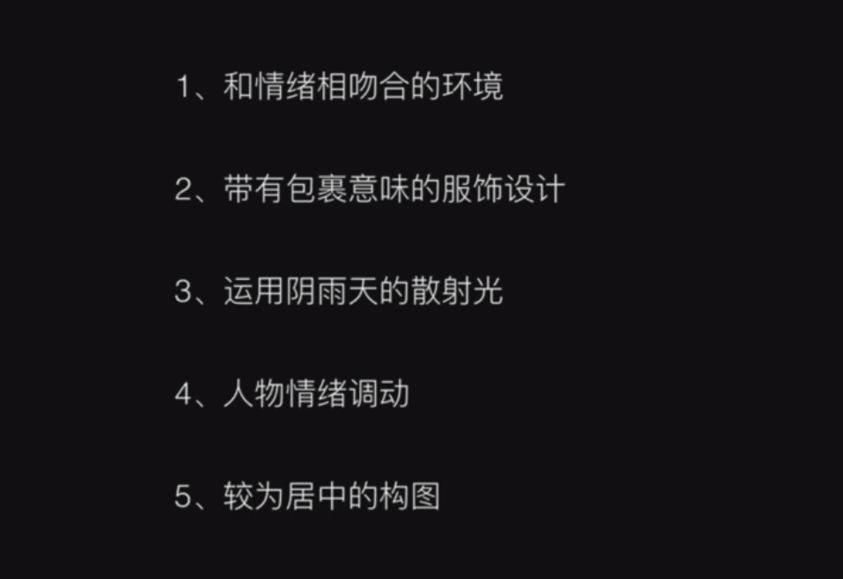 1、和情绪相吻合的环境
2、带有包裹意味的服饰设计
3、运用阴雨天的散射光
4、人物情绪调动
5、较为居中的构图